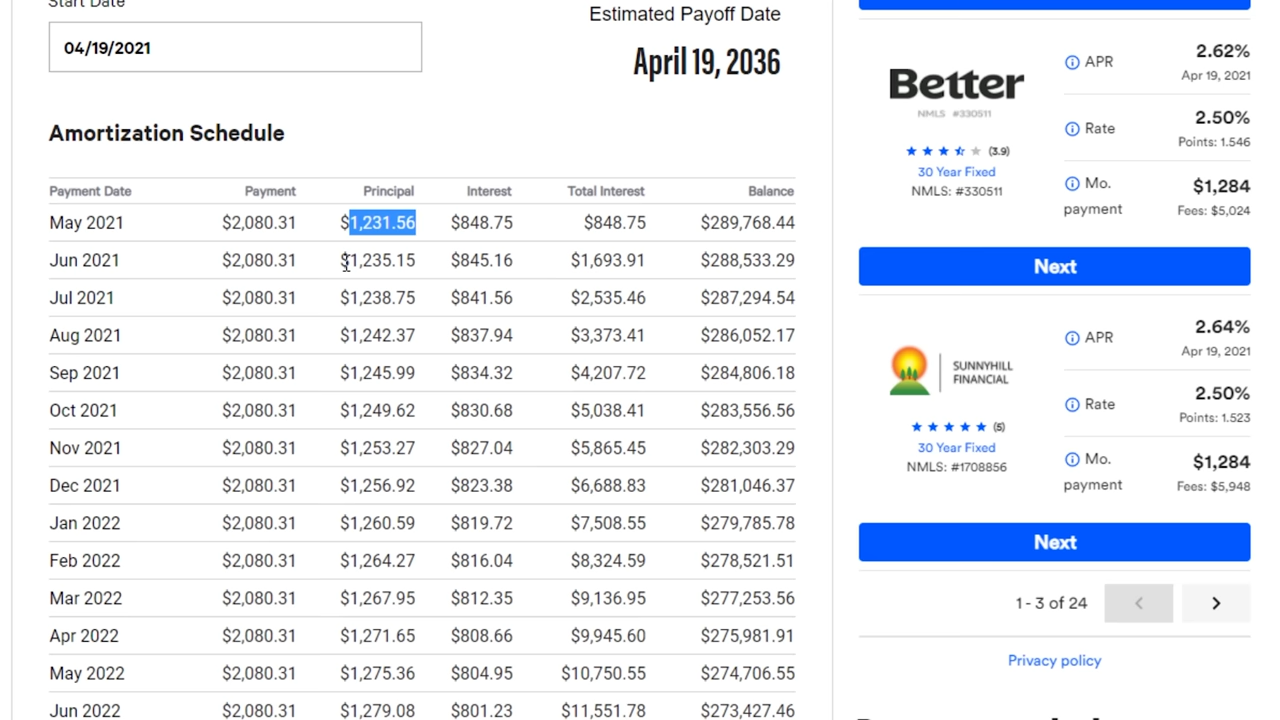 Start Date
04/19/2021
Estimated Payoff Date
April 19, 2036
Amortization Schedule
Payment Date Payment Principal Interest Total Interest Balance
May 2021 $2,080.31 $1,231.56 $848.75 $848.75 $289,768.44
Jun 2021 $2,080.31 $1,235.15 $845.16 $1,693.91 $288,533.29
Jul 2021 $2,080.31 $1,238.75 $841.56 $2,535.46 $287,294.54
Aug 2021 $2,080.31 $1,242.37 $837.94 $3,373.41 $286,052.17
Sep 2021 $2,080.31 $1,245.99 $834.32 $4,207.72 $284,806.18
Oct 2021 $2,080.31 $1,249.62 $830.68 $5,038.41 $283,556.56
Nov 2021 $2,080.31 $1,253.27 $827.04 $5,865.45 $282,303.29
Dec 2021 $2,080.31 $1,256.92 $823.38 $6,688.83 $281,046.37
Jan 2022 $2,080.31 $1,260.59 $819.72 $7,508.55 $279,785.78
Feb 2022 $2,080.31 $1,264.27 $816.04 $8,324.59 $278,521.51
Mar 2022 $2,080.31 $1,267.95 $812.35 $9,136.95 $277,253.56
Apr 2022 $2,080.31 $1,271.65 $808.66 $9,945.60 $275,981.91
May 2022 $2,080.31 $1,275.36 $804.95 $10,750.55 $274,706.55
Jun 2022 $2,080.31 $1,279.08 $801.23 $11,551.78 $273,427.46
Better
NMLS #330511
(3.9)
30 Year Fixed
NMLS: #330511
APR 2.62%
Apr 19, 2021
Rate 2.50%
Points: 1.546
Mo. payment $1,284
Fees: $5,024
Next
SUNNYHILL
FINANCIAL
(5)
30 Year Fixed
NMLS: #1708856
APR 2.64%
Apr 19, 2021
Rate 2.50%
Points: 1.523
Mo. payment $1,284
Fees: $5,948
Next
1 - 3 of 24
Privacy policy